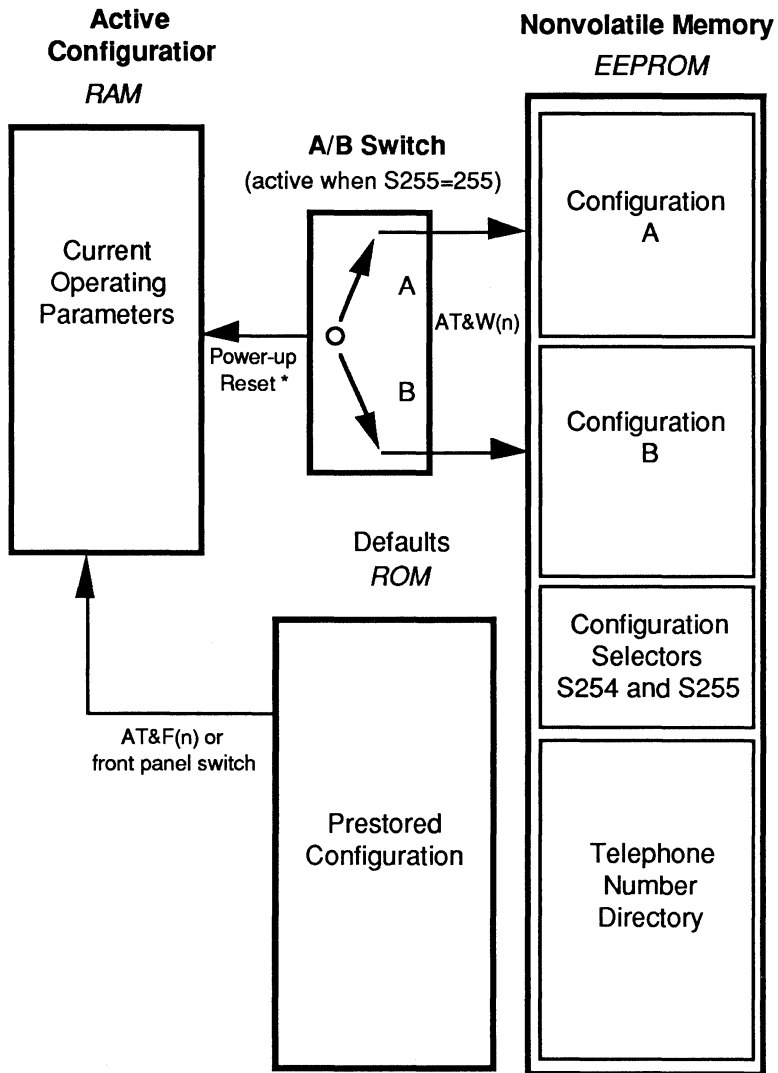 Active
Configuratior
RAM
Current
Operating
Parameters
A/B Switch
(active when S255=255)
A
B
Power-up
Reset *
AT&W(n)
Nonvolatile Memory
EEPROM
Configuration
A
Configuration
B
Configuration
Selectors
S254 and S255
Telephone
Number
Directory
Defaults
ROM
Prestored
Configuration
AT&F(n) or
front panel switch